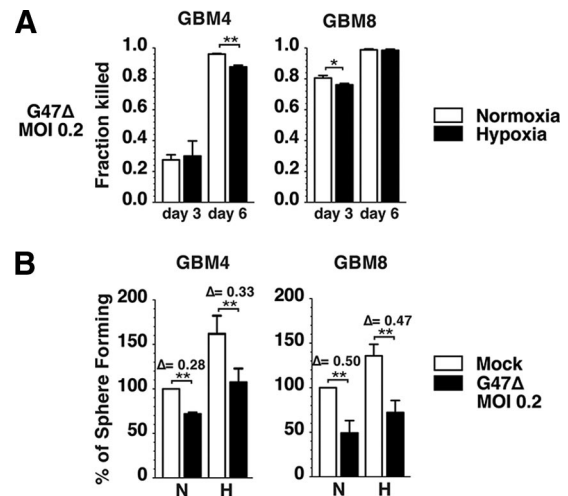 A
GBM4
GBM8
G47Δ
MOI 0.2
Fraction killed
1.0
0.8
0.6
0.4
0.2
0.0
**
day 3 day 6
1.0
0.8
0.6
0.4
0.2
0.0
*
day 3 day 6
Normoxia
Hypoxia
B
GBM4
GBM8
% of Sphere Forming
200
150
100
50
0
Δ= 0.28
**
Δ= 0.33
**
N H
200
150
100
50
0
Δ= 0.50
**
Δ= 0.47
**
N H
Mock
G47Δ
MOI 0.2